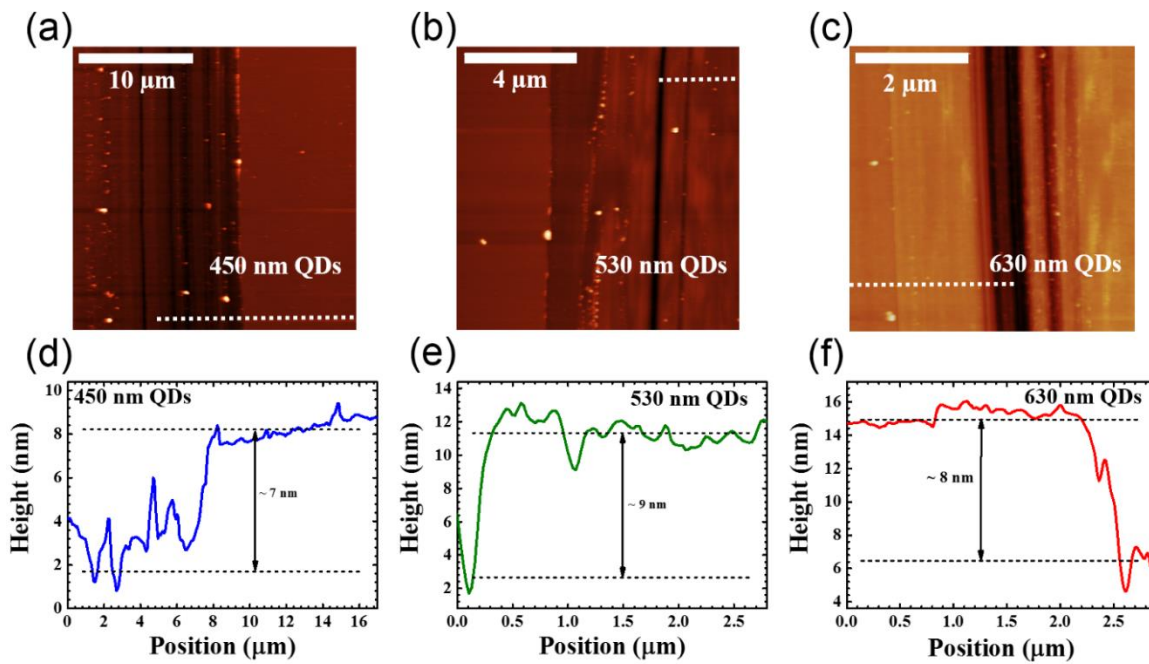 (a)
10 μm
450 nm QDs
(b)
4 μm
530 nm QDs
(c)
2 μm
630 nm QDs
(d)
450 nm QDs
10
8
6
4
2
0
~ 7 nm
Height (nm)
0 2 4 6 8 10 12 14 16
Position (μm)
(e)
530 nm QDs
14
12
10
8
6
4
2
0
~ 9 nm
Height (nm)
0.0 0.5 1.0 1.5 2.0 2.5
Position (μm)
(f)
630 nm QDs
16
14
12
10
8
6
4
~ 8 nm
Height (nm)
0.0 0.5 1.0 1.5 2.0 2.5
Position (μm)